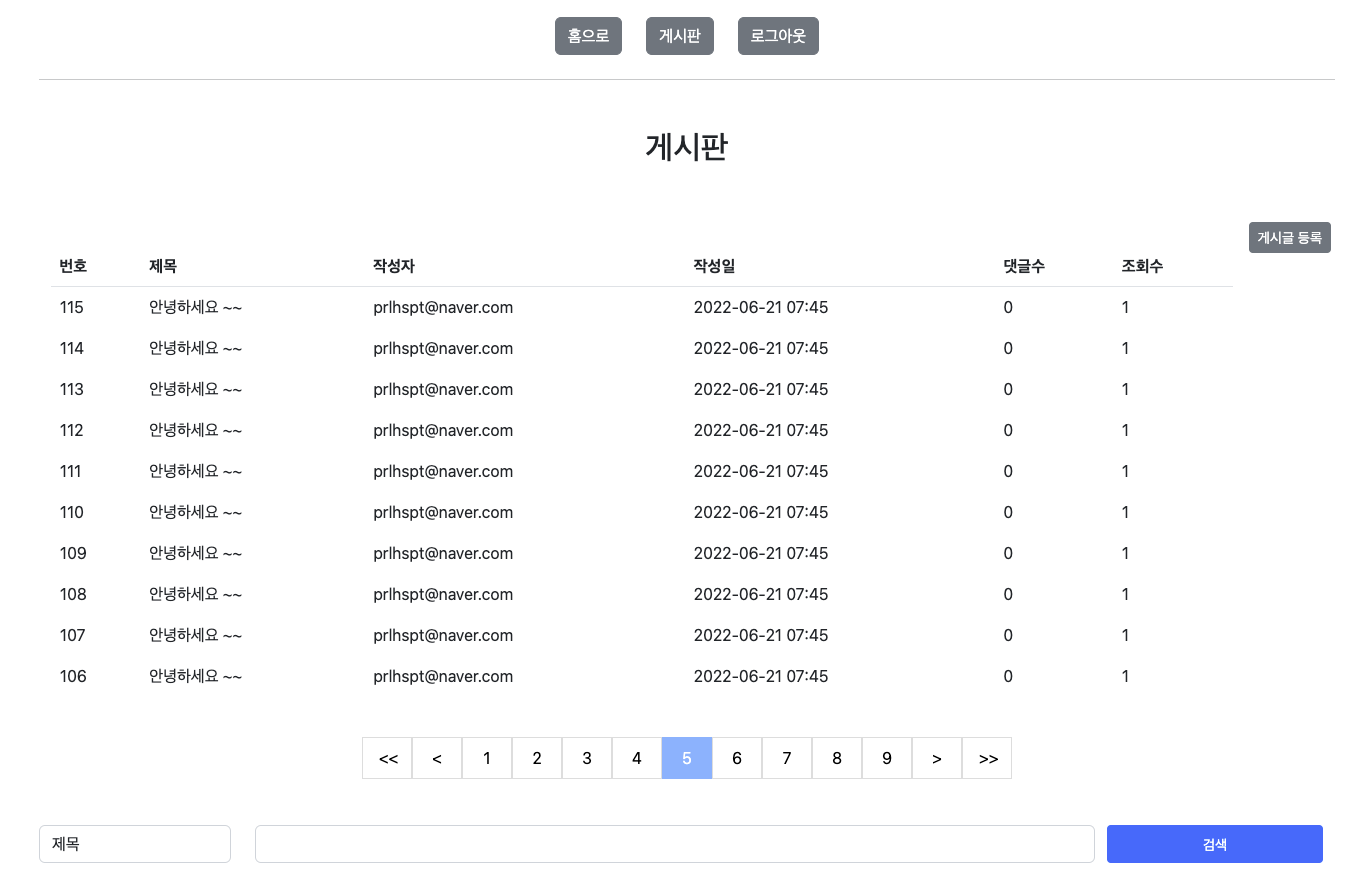 홈으로 게시판 로그아웃
게시판
게시글 등록
번호 제목 작성자 작성일 댓글수 조회수
115 안녕하세요 ~~ prlhspt@naver.com 2022-06-21 07:45 0 1
114 안녕하세요 ~~ prlhspt@naver.com 2022-06-21 07:45 0 1
113 안녕하세요 ~~ prlhspt@naver.com 2022-06-21 07:45 0 1
112 안녕하세요 ~~ prlhspt@naver.com 2022-06-21 07:45 0 1
111 안녕하세요 ~~ prlhspt@naver.com 2022-06-21 07:45 0 1
110 안녕하세요 ~~ prlhspt@naver.com 2022-06-21 07:45 0 1
109 안녕하세요 ~~ prlhspt@naver.com 2022-06-21 07:45 0 1
108 안녕하세요 ~~ prlhspt@naver.com 2022-06-21 07:45 0 1
107 안녕하세요 ~~ prlhspt@naver.com 2022-06-21 07:45 0 1
106 안녕하세요 ~~ prlhspt@naver.com 2022-06-21 07:45 0 1
<< < 1 2 3 4 5 6 7 8 9 > >>
제목 검색